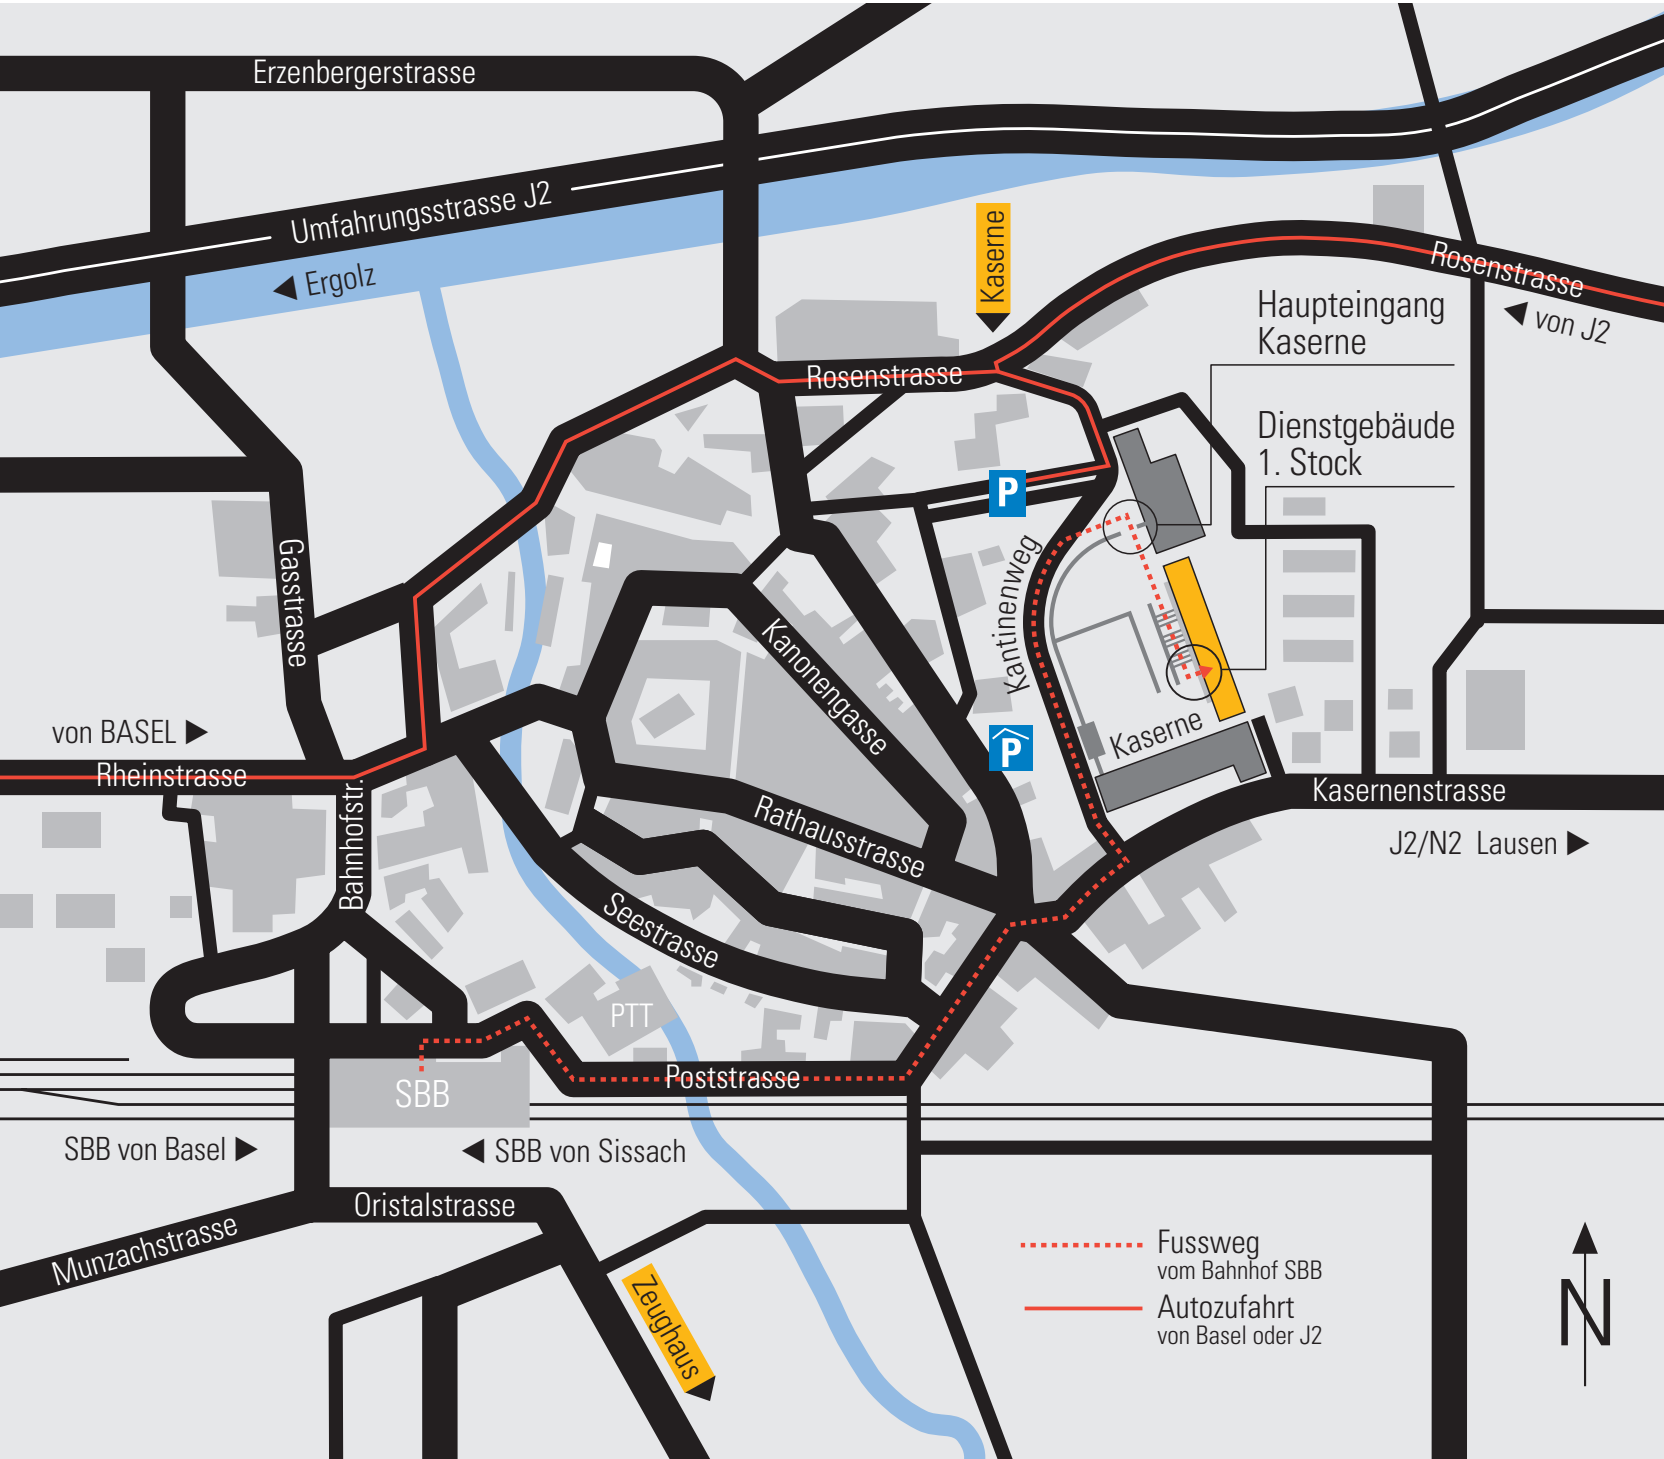 Erzenbergerstrasse
Umfahrungsstrasse J2
Ergolz
Kaserne
Rosenstrasse
von J2
Haupteingang
Kaserne
Rosenstrasse
Dienstgebäude
1. Stock
P
Gasstrasse
Kantinenweg
Kanonengasse
von BASEL
Rheinstrasse
P
Kaserne
Kasernenstrasse
Bahnhofstr.
Rathausstrasse
J2/N2 Lausen
Seestrasse
PTT
Poststrasse
SBB
SBB von Basel
SBB von Sissach
Oristalstrasse
Munzachstrasse
Zeughaus
Fussweg
vom Bahnhof SBB
Autozufahrt
von Basel oder J2
N